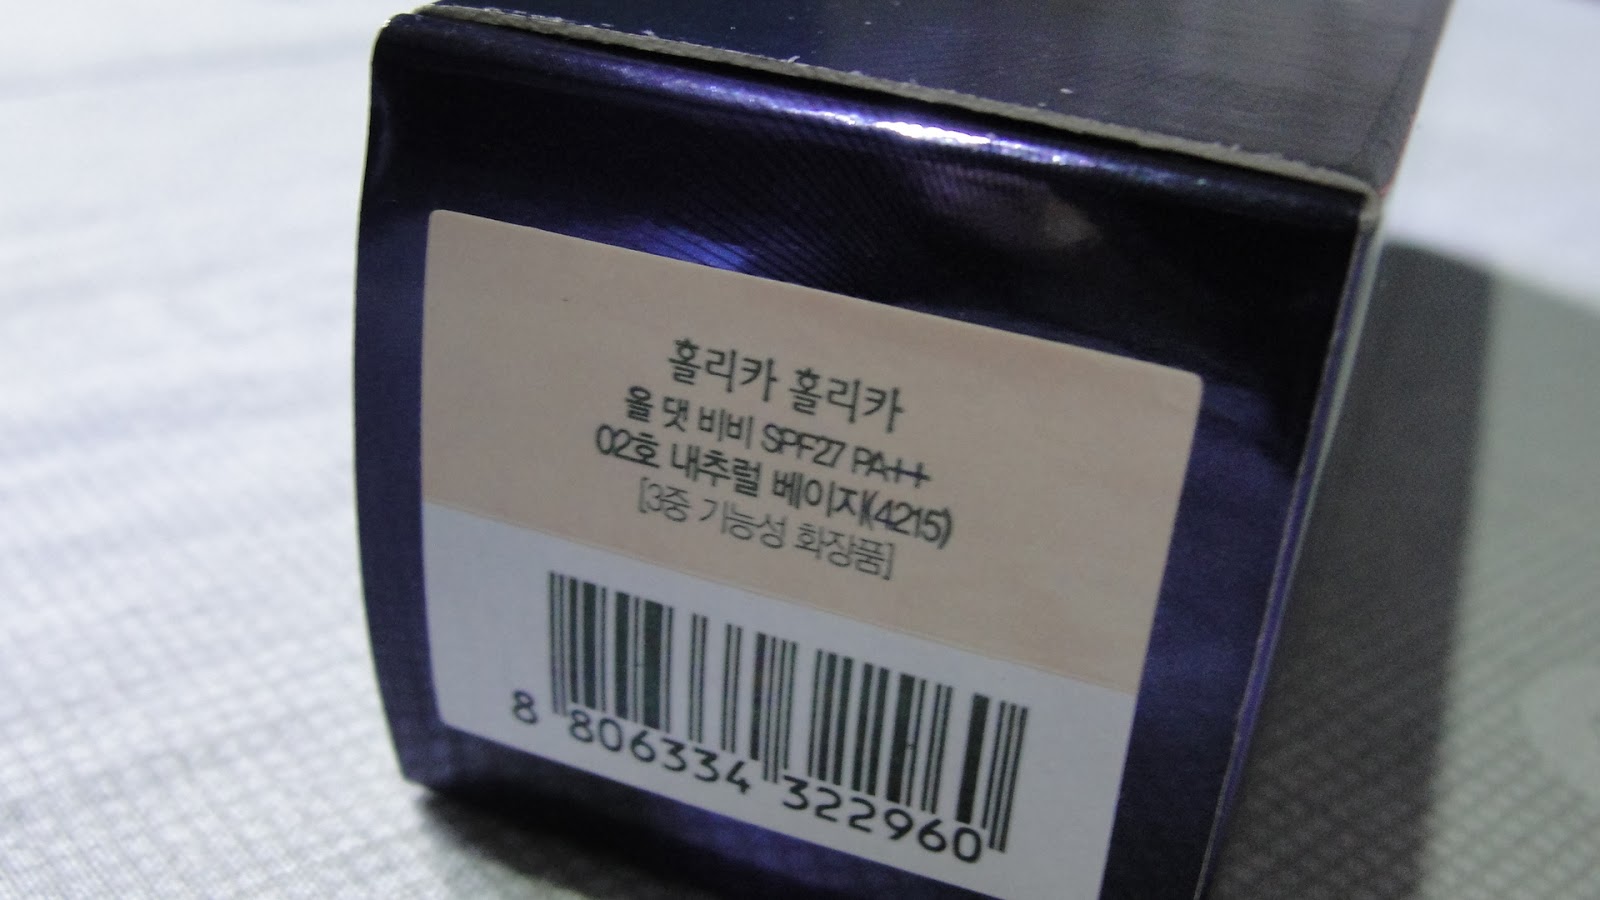 홀리카 홀리카
올 댓 비비 SPF27 PA++
02호 내추럴 베이지(4215)
[3중 기능성 화장품]
8 806334 322960